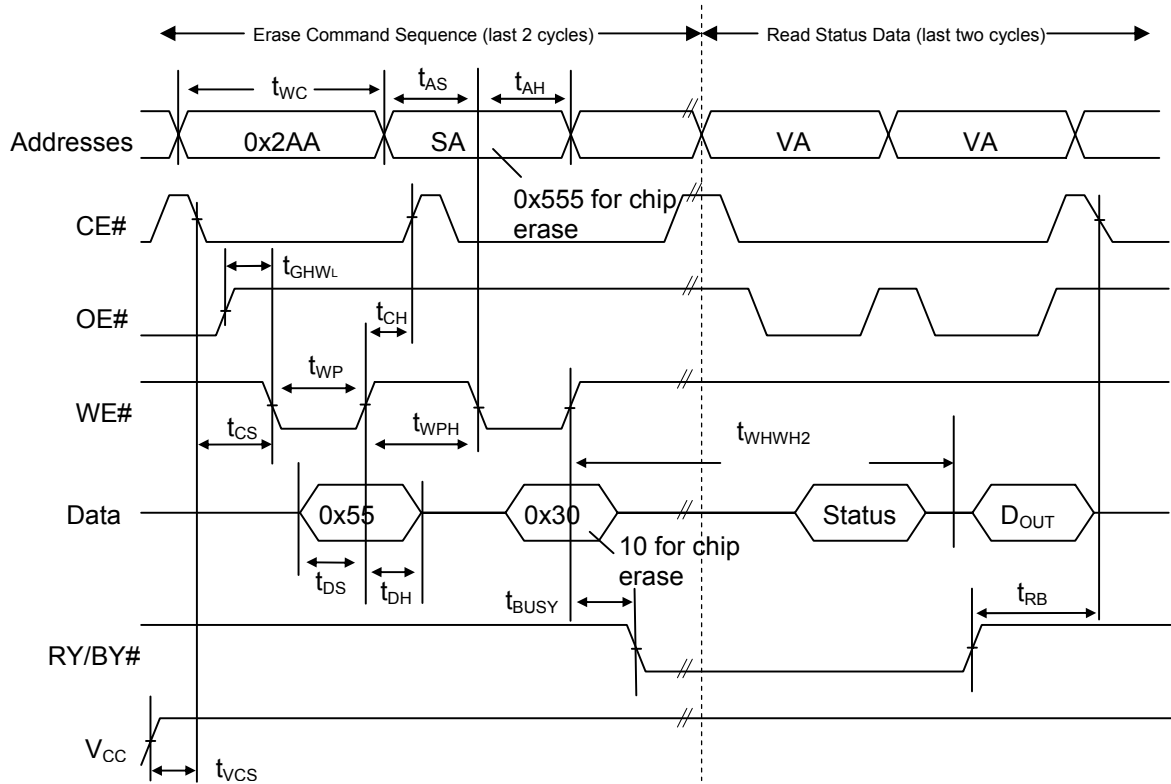 Erase Command Sequence (last 2 cycles)
Read Status Data (last two cycles)
tWC
tAS
tAH
Addresses
0x2AA
SA
VA
VA
0x555 for chip
erase
CE#
tGHWL
OE#
tCH
tWP
WE#
tCS
tWPH
tWHWH2
Data
0x55
0x30
Status
DOUT
10 for chip
erase
tDS
tDH
tBUSY
tRB
RY/BY#
VCC
tVCS